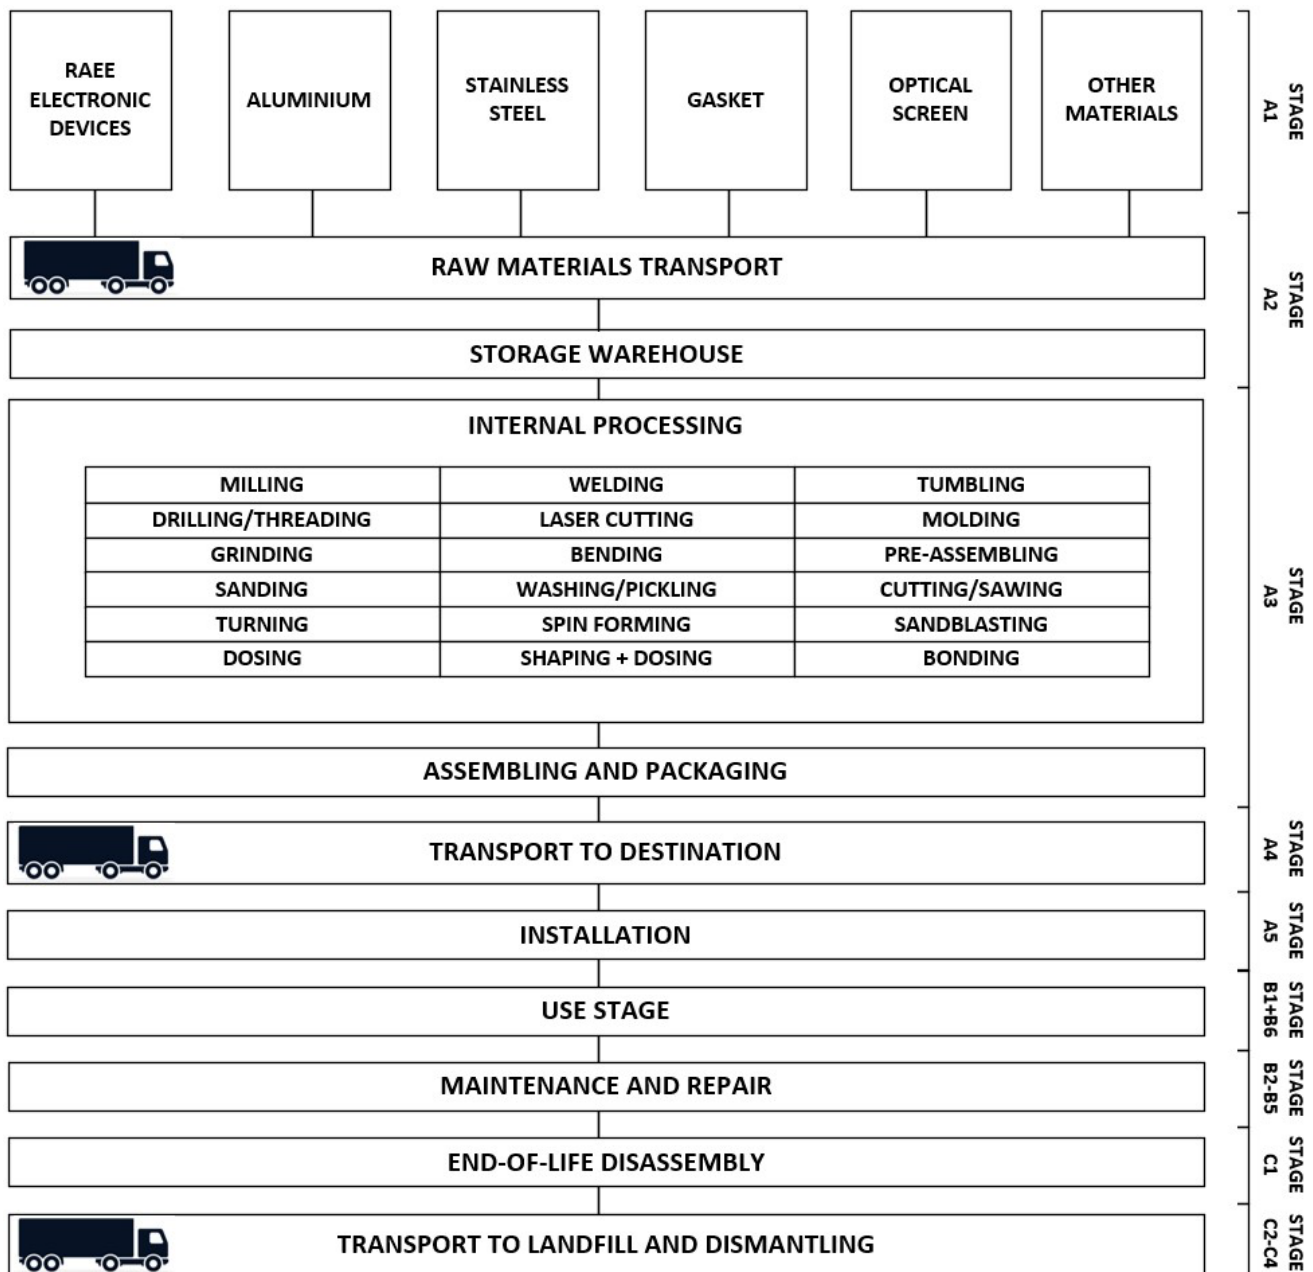 RAEE
ELECTRONIC
DEVICES
ALUMINIUM
STAINLESS
STEEL
GASKET
OPTICAL
SCREEN
OTHER
MATERIALS
STAGE
A1
RAW MATERIALS TRANSPORT
STAGE
A2
STORAGE WAREHOUSE
INTERNAL PROCESSING
MILLING WELDING TUMBLING
DRILLING/THREADING LASER CUTTING MOLDING
GRINDING BENDING PRE-ASSEMBLING
SANDING WASHING/PICKLING CUTTING/SAWING
TURNING SPIN FORMING SANDBLASTING
DOSING SHAPING + DOSING BONDING
STAGE
A3
ASSEMBLING AND PACKAGING
TRANSPORT TO DESTINATION
STAGE
A4
INSTALLATION
STAGE
A5
USE STAGE
STAGE
B1+B6
MAINTENANCE AND REPAIR
STAGE
B2-B5
END-OF-LIFE DISASSEMBLY
STAGE
C1
TRANSPORT TO LANDFILL AND DISMANTLING
STAGE
C2-C4